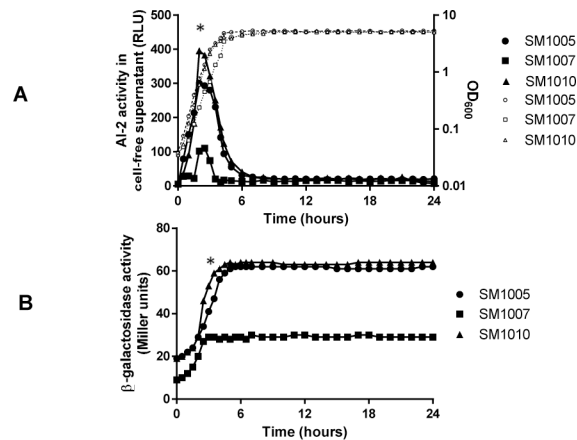 A
AI-2 activity in
cell-free supernatant (RLU)
500
400
300
200
100
0
*
10
1
0.1
0.01
OD600
0 6 12 18 24
Time (hours)
SM1005
SM1007
SM1010
SM1005
SM1007
SM1010
B
β-galactosidase activity
(Miller units)
80
60
40
20
0
*
0 6 12 18 24
Time (hours)
SM1005
SM1007
SM1010